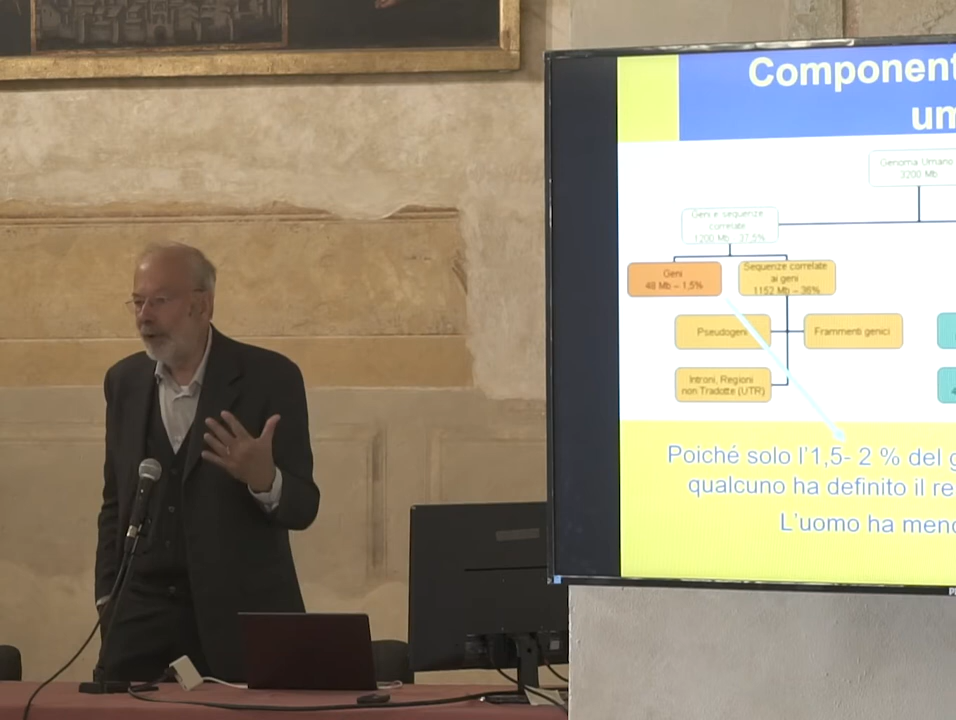 Component
um
Genoma Umano
3200 Mb
Geni e sequenze
correlate
1200 Mb - 37,5%
Geni
48 Mb – 1,5%
Sequenze correlate
ai geni
1152 Mb – 36%
Pseudogeni
Frammenti genici
Introni, Regioni
non Tradotte (UTR)
4
Poiché solo l'1,5- 2 % del g
qualcuno ha definito il re
L'uomo ha meno